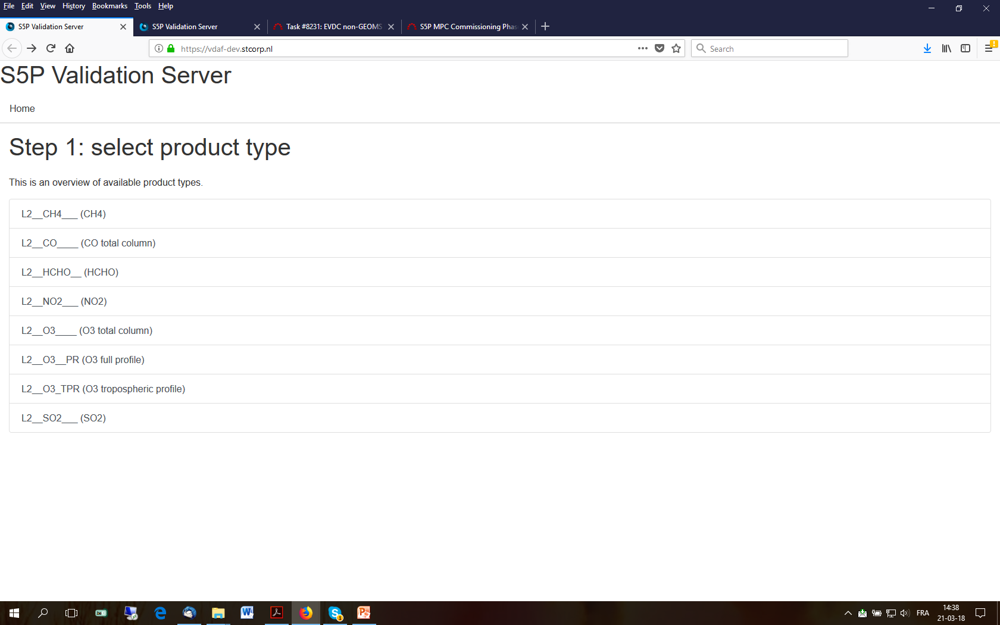 File Edit View History Bookmarks Tools Help
S5P Validation Server
S5P Validation Server
Task #8231: EVDC non-GEOMS
S5P MPC Commissioning Phas
https://vdaf-dev.stcorp.nl
Search
S5P Validation Server
Home
Step 1: select product type
This is an overview of available product types.
L2__CH4___ (CH4)
L2__CO____ (CO total column)
L2__HCHO__ (HCHO)
L2__NO2___ (NO2)
L2__O3____ (O3 total column)
L2__O3__PR (O3 full profile)
L2__O3_TPR (O3 tropospheric profile)
L2__SO2___ (SO2)
FRA
14:38
21-03-18